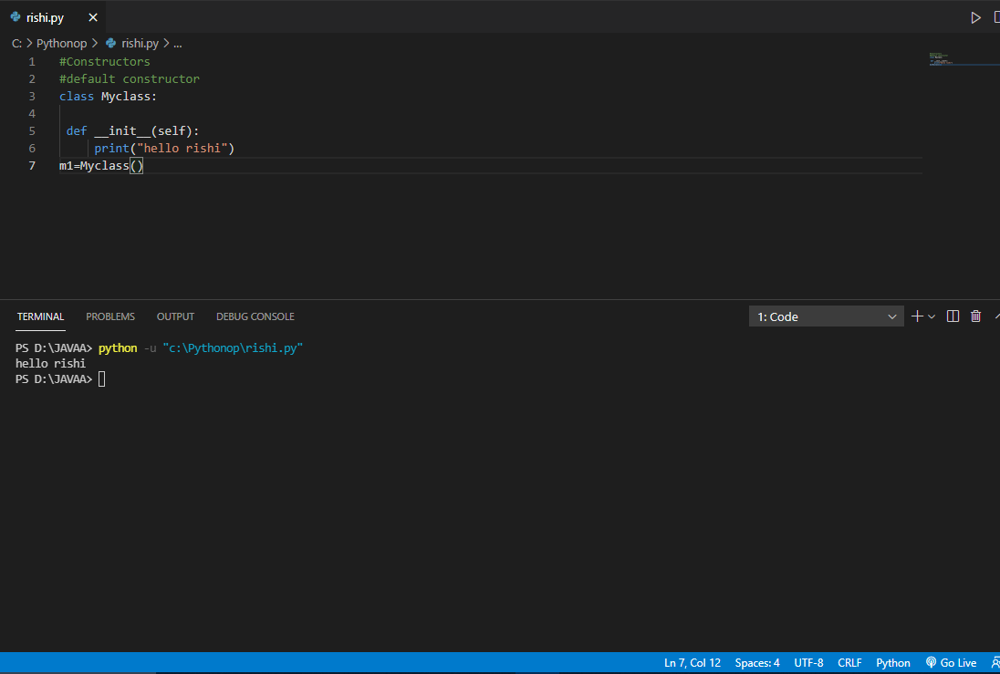 rishi.py
C: > Pythonop > rishi.py > ...
1 #Constructors
2 #default constructor
3 class Myclass:
4
5 def __init__(self):
6 print("hello rishi")
7 m1=Myclass()
TERMINAL PROBLEMS OUTPUT DEBUG CONSOLE 1: Code
PS D:\JAVAA> python -u "c:\Pythonop\rishi.py"
hello rishi
PS D:\JAVAA>
Ln 7, Col 12 Spaces: 4 UTF-8 CRLF Python Go Live